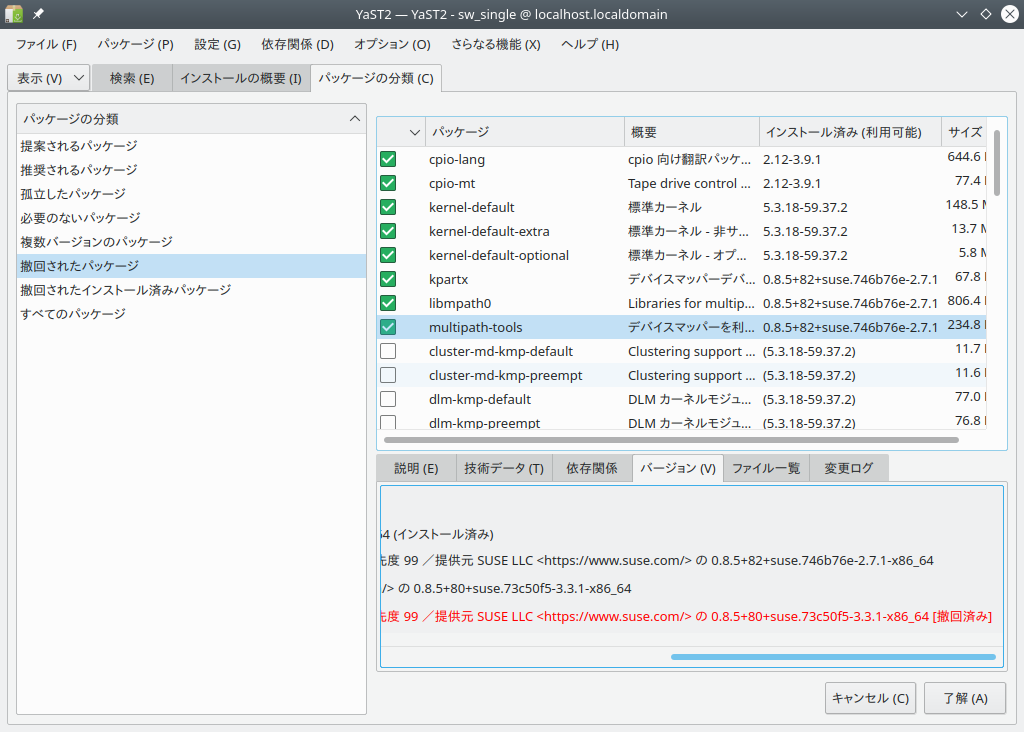 YaST2 — YaST2 - sw_single @ localhost.localdomain
ファイル (F) パッケージ (P) 設定 (G) 依存関係 (D) オプション (O) さらなる機能 (X) ヘルプ (H)
表示 (V) 検索 (E) インストールの概要 (I) パッケージの分類 (C)
パッケージの分類
提案されるパッケージ
推奨されるパッケージ
孤立したパッケージ
必要のないパッケージ
複数バージョンのパッケージ
撤回されたパッケージ
撤回されたインストール済みパッケージ
すべてのパッケージ
パッケージ 概要 インストール済み (利用可能) サイズ
cpio-lang cpio 向け翻訳パッケ... 2.12-3.9.1 644.6
cpio-mt Tape drive control ... 2.12-3.9.1 77.4
kernel-default 標準カーネル 5.3.18-59.37.2 148.5 M
kernel-default-extra 標準カーネル - 非サ... 5.3.18-59.37.2 13.7 M
kernel-default-optional 標準カーネル - オプ... 5.3.18-59.37.2 5.8 M
kpartx デバイスマッパーデバ... 0.8.5+82+suse.746b76e-2.7.1 67.8
libmpath0 Libraries for multip... 0.8.5+82+suse.746b76e-2.7.1 806.4
multipath-tools デバイスマッパーを利... 0.8.5+82+suse.746b76e-2.7.1 234.8
cluster-md-kmp-default Clustering support ... (5.3.18-59.37.2) 11.7
cluster-md-kmp-preempt Clustering support ... (5.3.18-59.37.2) 11.6
dlm-kmp-default DLM カーネルモジュ... (5.3.18-59.37.2) 77.0
dlm-kmp-preempt DLM カーネルモジュ... (5.3.18-59.37.2) 76.8
説明 (E) 技術データ (T) 依存関係 バージョン (V) ファイル一覧 変更ログ
64 (インストール済み)
先度 99 ／提供元 SUSE LLC <https://www.suse.com/> の 0.8.5+82+suse.746b76e-2.7.1-x86_64
/> の 0.8.5+80+suse.73c50f5-3.3.1-x86_64
先度 99 ／提供元 SUSE LLC <https://www.suse.com/> の 0.8.5+80+suse.73c50f5-3.3.1-x86_64 [撤回済み]
キャンセル (C) 了解 (A)